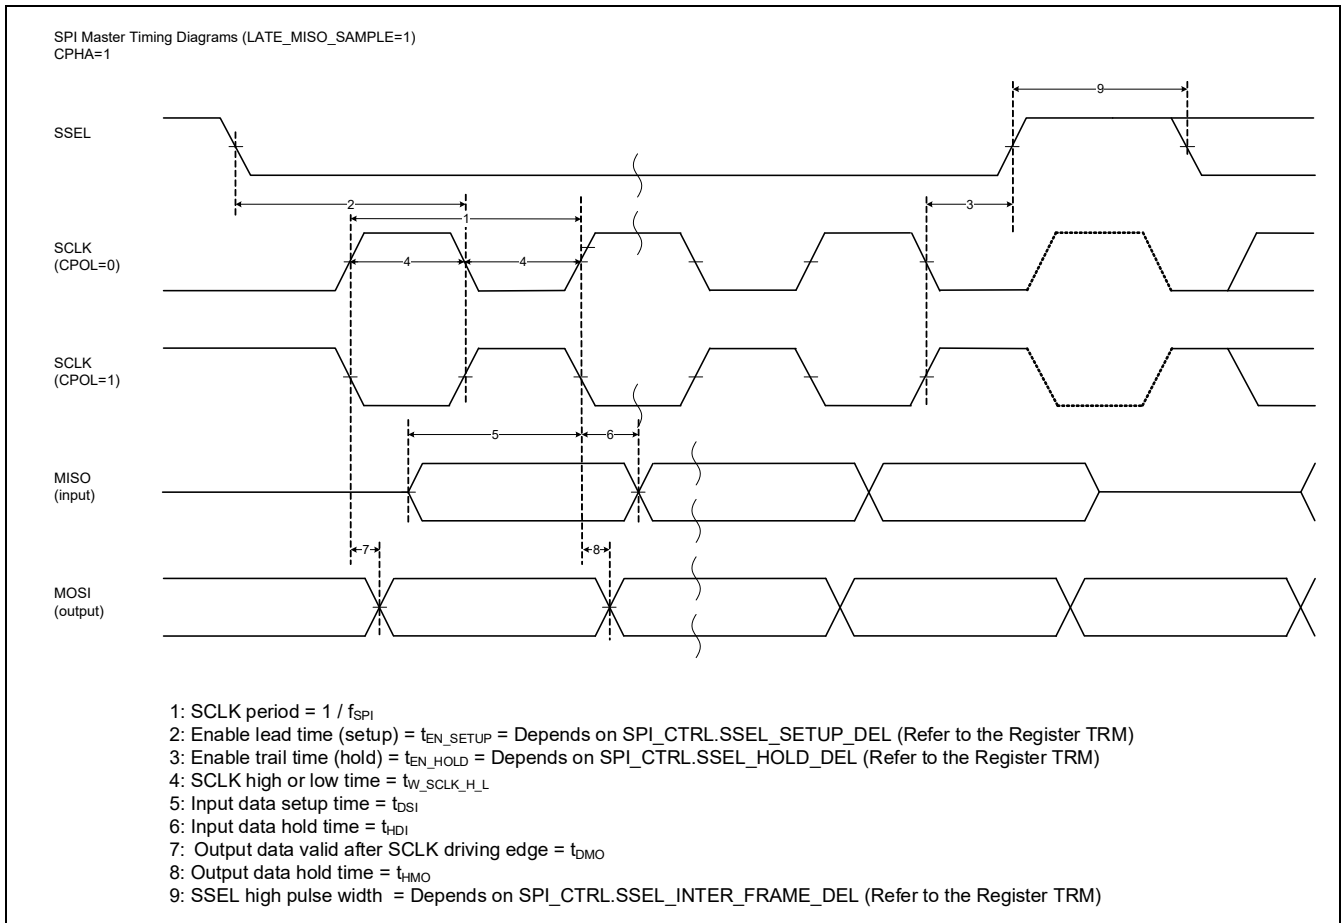 SPI Master Timing Diagrams (LATE_MISO_SAMPLE=1)
CPHA=1
9
SSEL
2
1
3
SCLK
(CPOL=0)
4
4
SCLK
(CPOL=1)
5
6
MISO
(input)
7
8
MOSI
(output)
1: SCLK period = 1 / fSPI
2: Enable lead time (setup) = tEN_SETUP = Depends on SPI_CTRL.SSEL_SETUP_DEL (Refer to the Register TRM)
3: Enable trail time (hold) = tEN_HOLD = Depends on SPI_CTRL.SSEL_HOLD_DEL (Refer to the Register TRM)
4: SCLK high or low time = tW_SCLK_H_L
5: Input data setup time = tDSI
6: Input data hold time = tHDI
7: Output data valid after SCLK driving edge = tDMO
8: Output data hold time = tHMO
9: SSEL high pulse width = Depends on SPI_CTRL.SSEL_INTER_FRAME_DEL (Refer to the Register TRM)